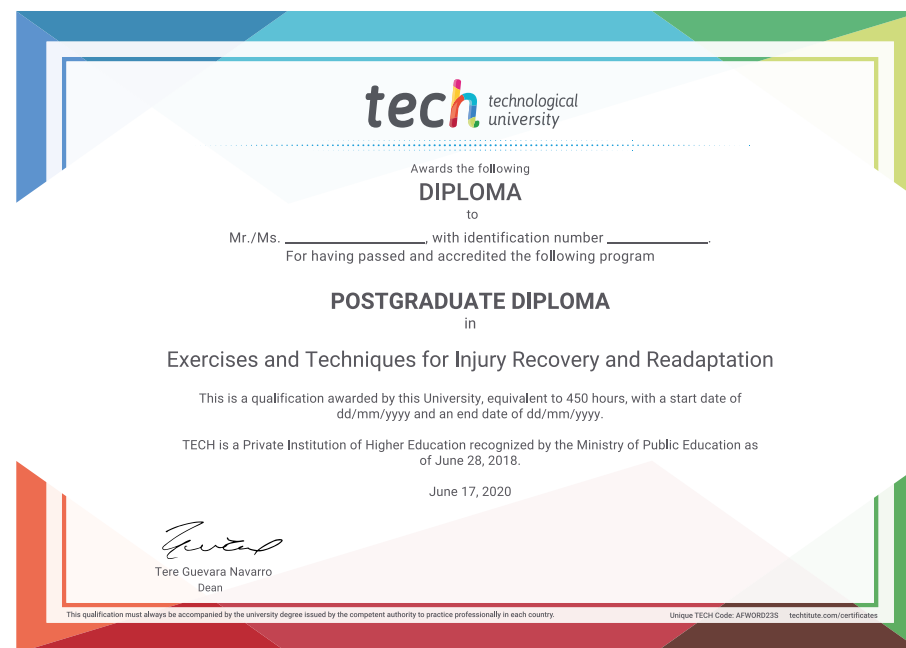 tech technological
university
Awards the following
DIPLOMA
to
Mr./Ms. ____________________, with identification number ______________.
For having passed and accredited the following program
POSTGRADUATE DIPLOMA
in
Exercises and Techniques for Injury Recovery and Readaptation
This is a qualification awarded by this University, equivalent to 450 hours, with a start date of
dd/mm/yyyy and an end date of dd/mm/yyyy.
TECH is a Private Institution of Higher Education recognized by the Ministry of Public Education as
of June 28, 2018.
June 17, 2020
Tere Guevara Navarro
Dean
This qualification must always be accompanied by the university degree issued by the competent authority to practice professionally in each country.
Unique TECH Code: AFWORD23S techtitute.com/certificates